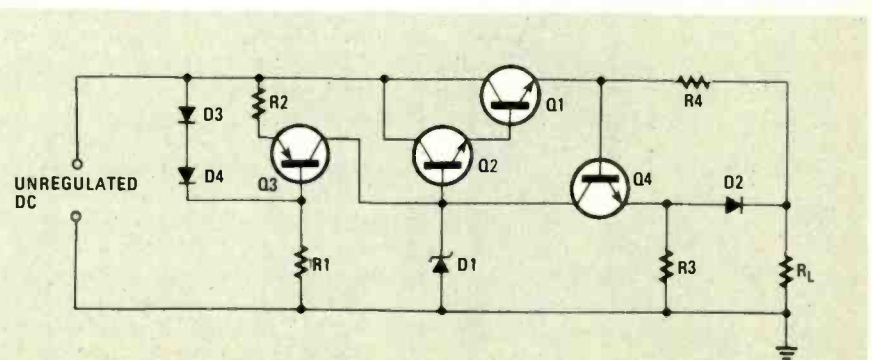 R2
D3
D4
Q3
Q1
Q2
R4
Q4
D2
UNREGULATED
DC
R1
D1
R3
RL